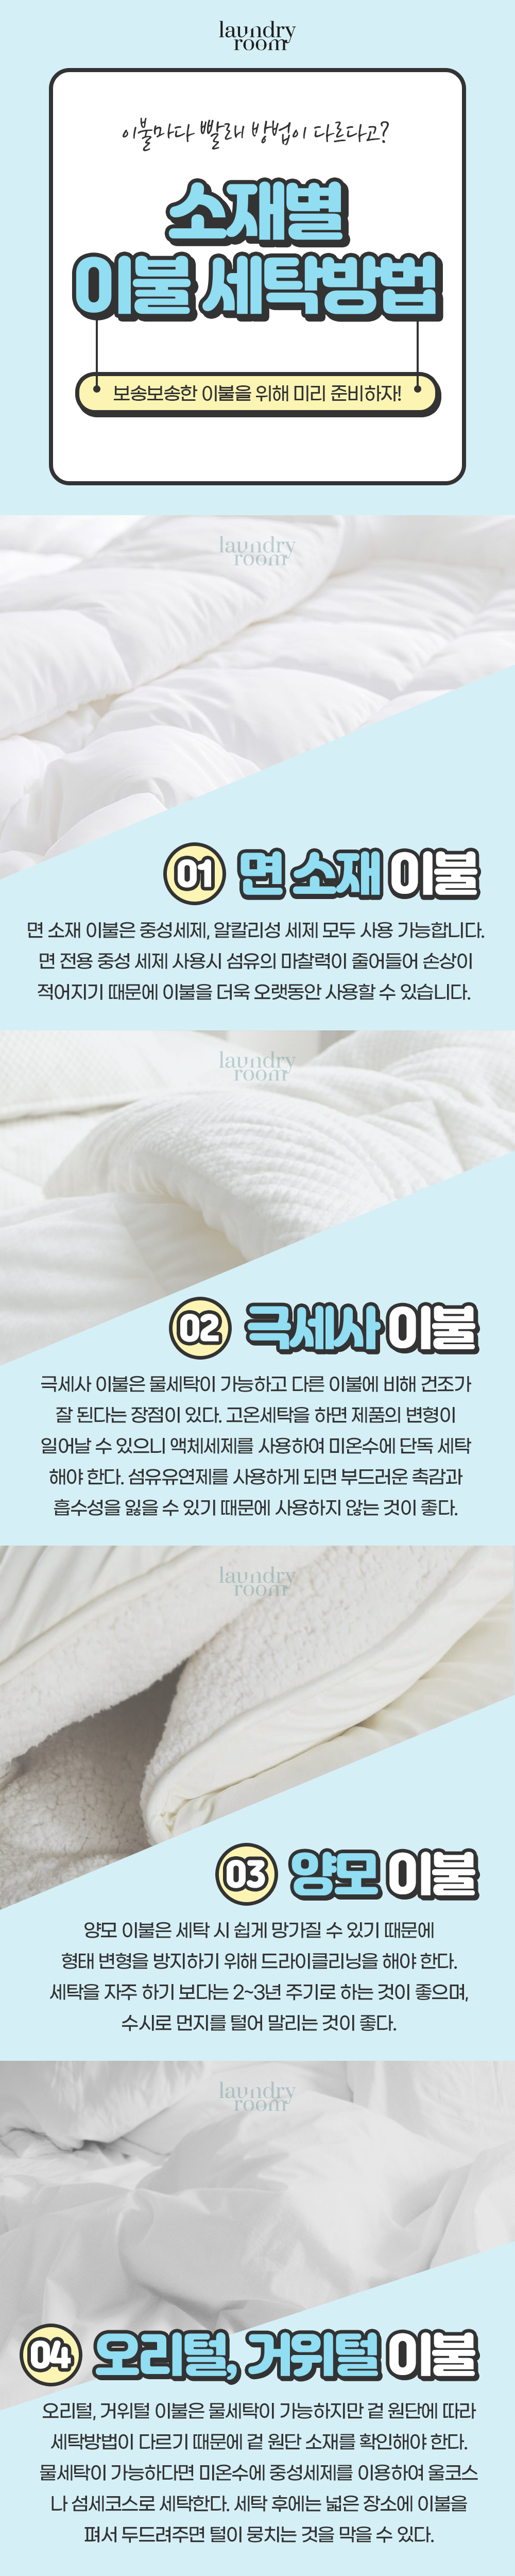 laundry
room
이불마다 빨래 방법이 다르다고?
소재별
이불 세탁방법
보송보송한 이불을 위해 미리 준비하자!
laundry
room
01 면 소재 이불
면 소재 이불은 중성세제, 알칼리성 세제 모두 사용 가능합니다.
면 전용 중성 세제 사용시 섬유의 마찰력이 줄어들어 손상이
적어지기 때문에 이불을 더욱 오랫동안 사용할 수 있습니다.
laundry
room
02 극세사 이불
극세사 이불은 물세탁이 가능하고 다른 이불에 비해 건조가
잘 된다는 장점이 있다. 고온세탁을 하면 제품의 변형이
일어날 수 있으니 액체세제를 사용하여 미온수에 단독 세탁
해야 한다. 섬유유연제를 사용하게 되면 부드러운 촉감과
흡수성을 잃을 수 있기 때문에 사용하지 않는 것이 좋다.
laundry
room
03 양모 이불
양모 이불은 세탁 시 쉽게 망가질 수 있기 때문에
형태 변형을 방지하기 위해 드라이클리닝을 해야 한다.
세탁을 자주 하기 보다는 2~3년 주기로 하는 것이 좋으며,
수시로 먼지를 털어 말리는 것이 좋다.
laundry
room
04 오리털, 거위털 이불
오리털, 거위털 이불은 물세탁이 가능하지만 겉 원단에 따라
세탁방법이 다르기 때문에 겉 원단 소재를 확인해야 한다.
물세탁이 가능하다면 미온수에 중성세제를 이용하여 울코스
나 섬세코스로 세탁한다. 세탁 후에는 넓은 장소에 이불을
펴서 두드려주면 털이 뭉치는 것을 막을 수 있다.